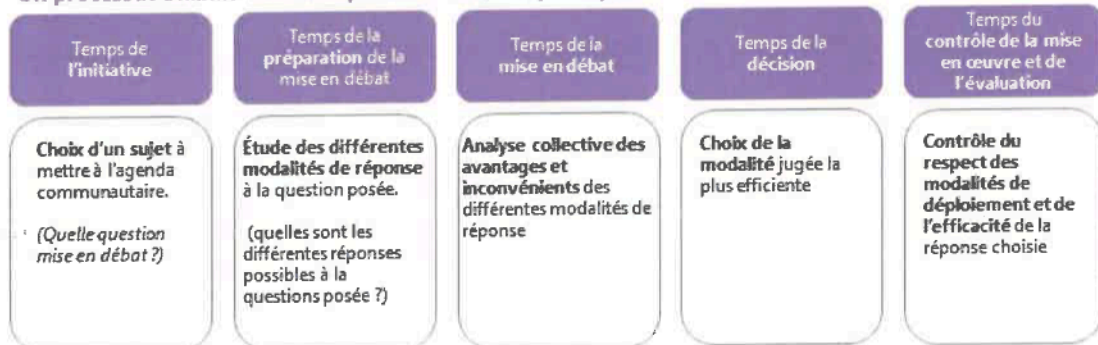 Temps de
l'initiative
Temps de la
préparation de la
mise en débat
Temps de la
mise en débat
Temps de la
décision
Temps du
contrôle de la mise
en œuvre et de
l'évaluation
Choix d'un sujet à
mettre à l'agenda
communautaire.
(Quelle question
mise en débat ?)
Étude des différentes
modalités de réponse
à la question posée.
(quelles sont les
différentes réponses
possibles à la
questions posée ?)
Analyse collective des
avantages et
inconvénients des
différentes modalités de
réponse
Choix de la
modalité jugée la
plus efficiente
Contrôle du
respect des
modalités de
déploiement et de
l'efficacité de la
réponse choisie